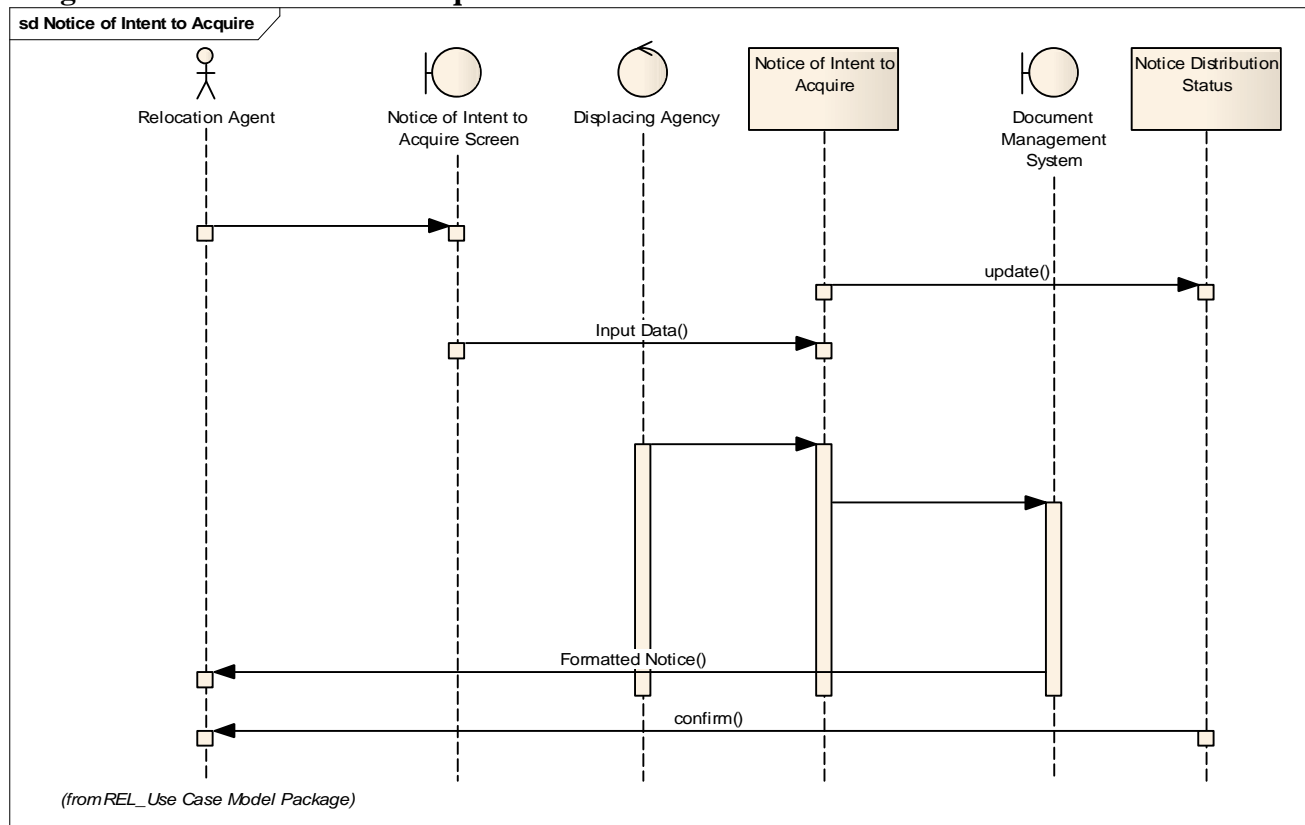 sd Notice of Intent to Acquire
Relocation Agent
Notice of Intent to
Acquire Screen
Displacing Agency
Notice of Intent to
Acquire
Document
Management
System
Notice Distribution
Status
update()
Input Data()
Formatted Notice()
confirm()
(from REL_Use Case Model Package)